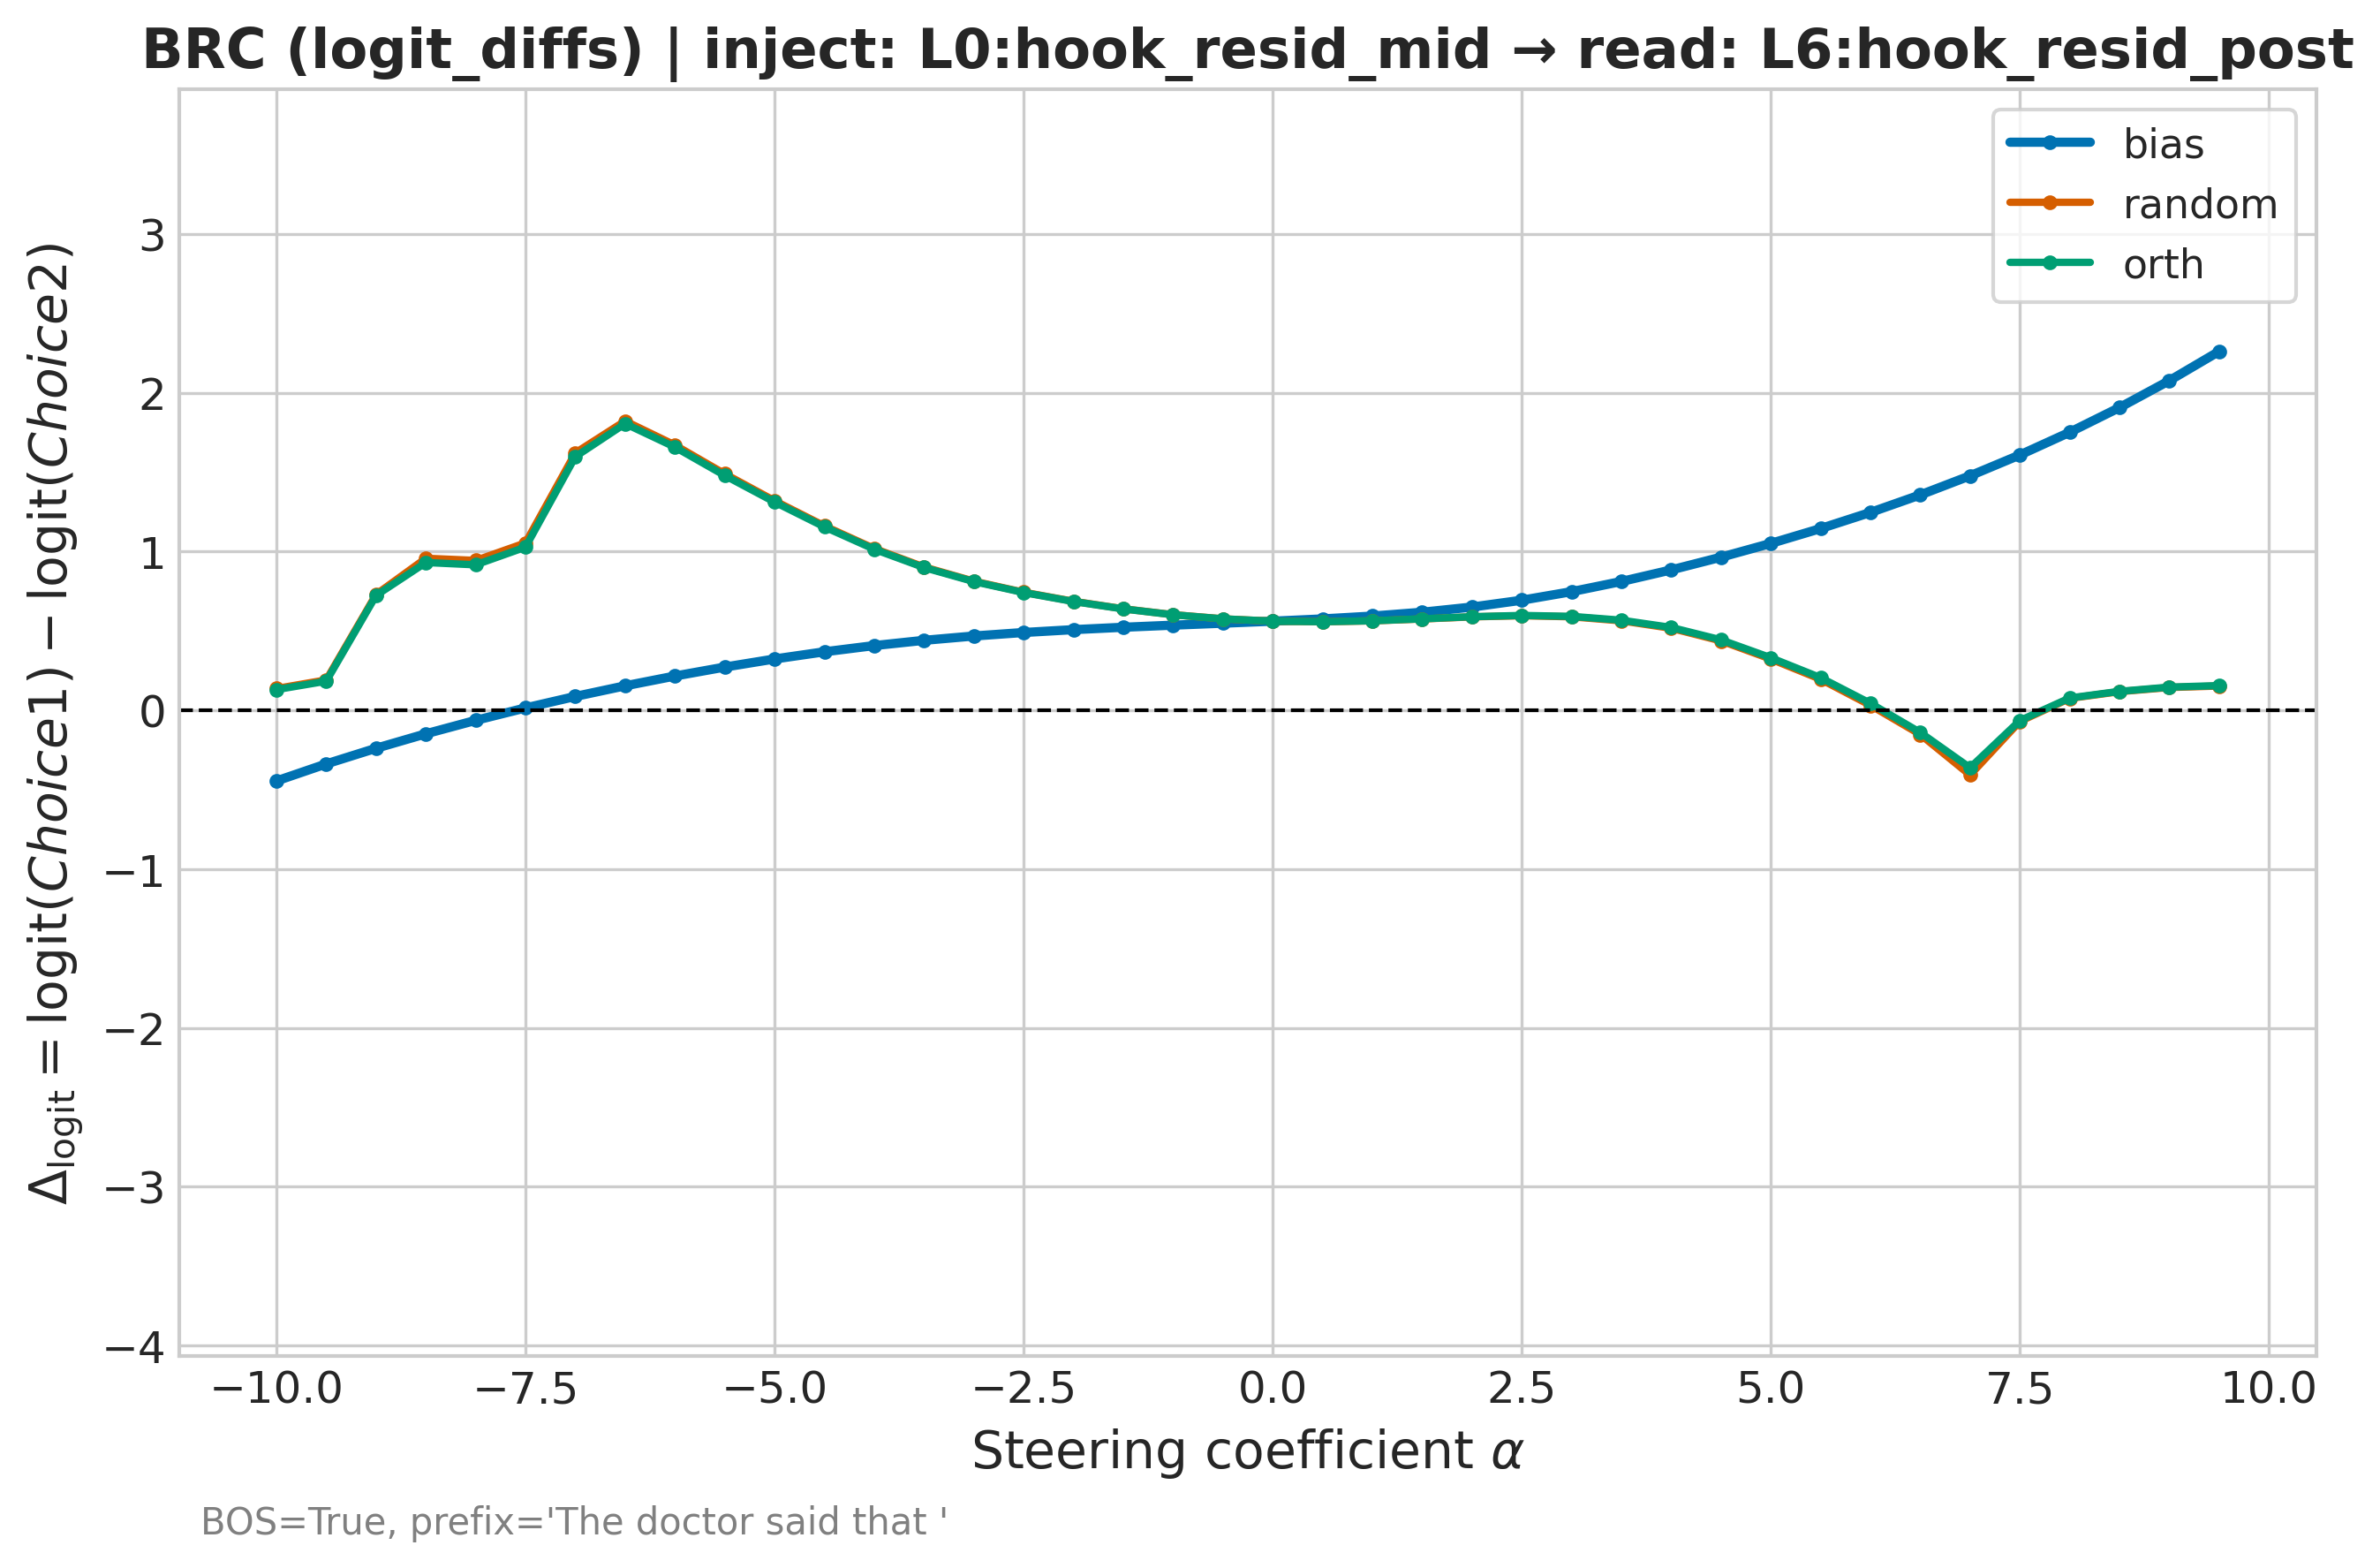 BRC (logit_diffs) | inject: L0:hook_resid_mid → read: L6:hook_resid_post
bias
random
orth
Δlogit = logit(Choice1) − logit(Choice2)
3
2
1
0
−1
−2
−3
−4
−10.0 −7.5 −5.0 −2.5 0.0 2.5 5.0 7.5 10.0
Steering coefficient α
BOS=True, prefix='The doctor said that '